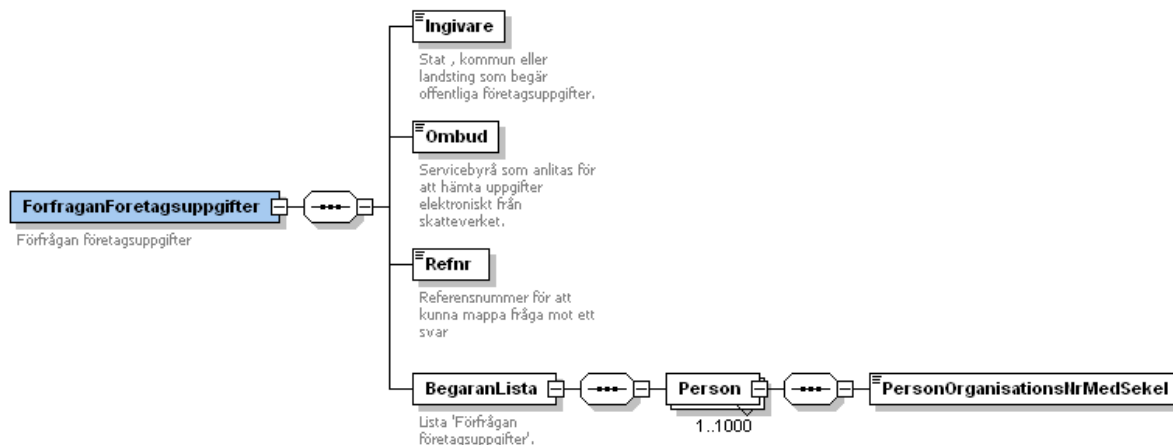 Ingivare
Stat , kommun eller
landsting som begär
offentliga företagsuppgifter.
Ombud
Servicebyrå som anlitas för
att hämta uppgifter
elektroniskt från
skatteverket.
ForfraganForetagsuppgifter
Förfrågan företagsuppgifter
Refnr
Referensnummer för att
kunna mappa fråga mot ett
svar
BegaranLista
Person
PersonOrganisationsNrMedSekel
1..1000
Lista 'Förfrågan
företagsuppgifter'.